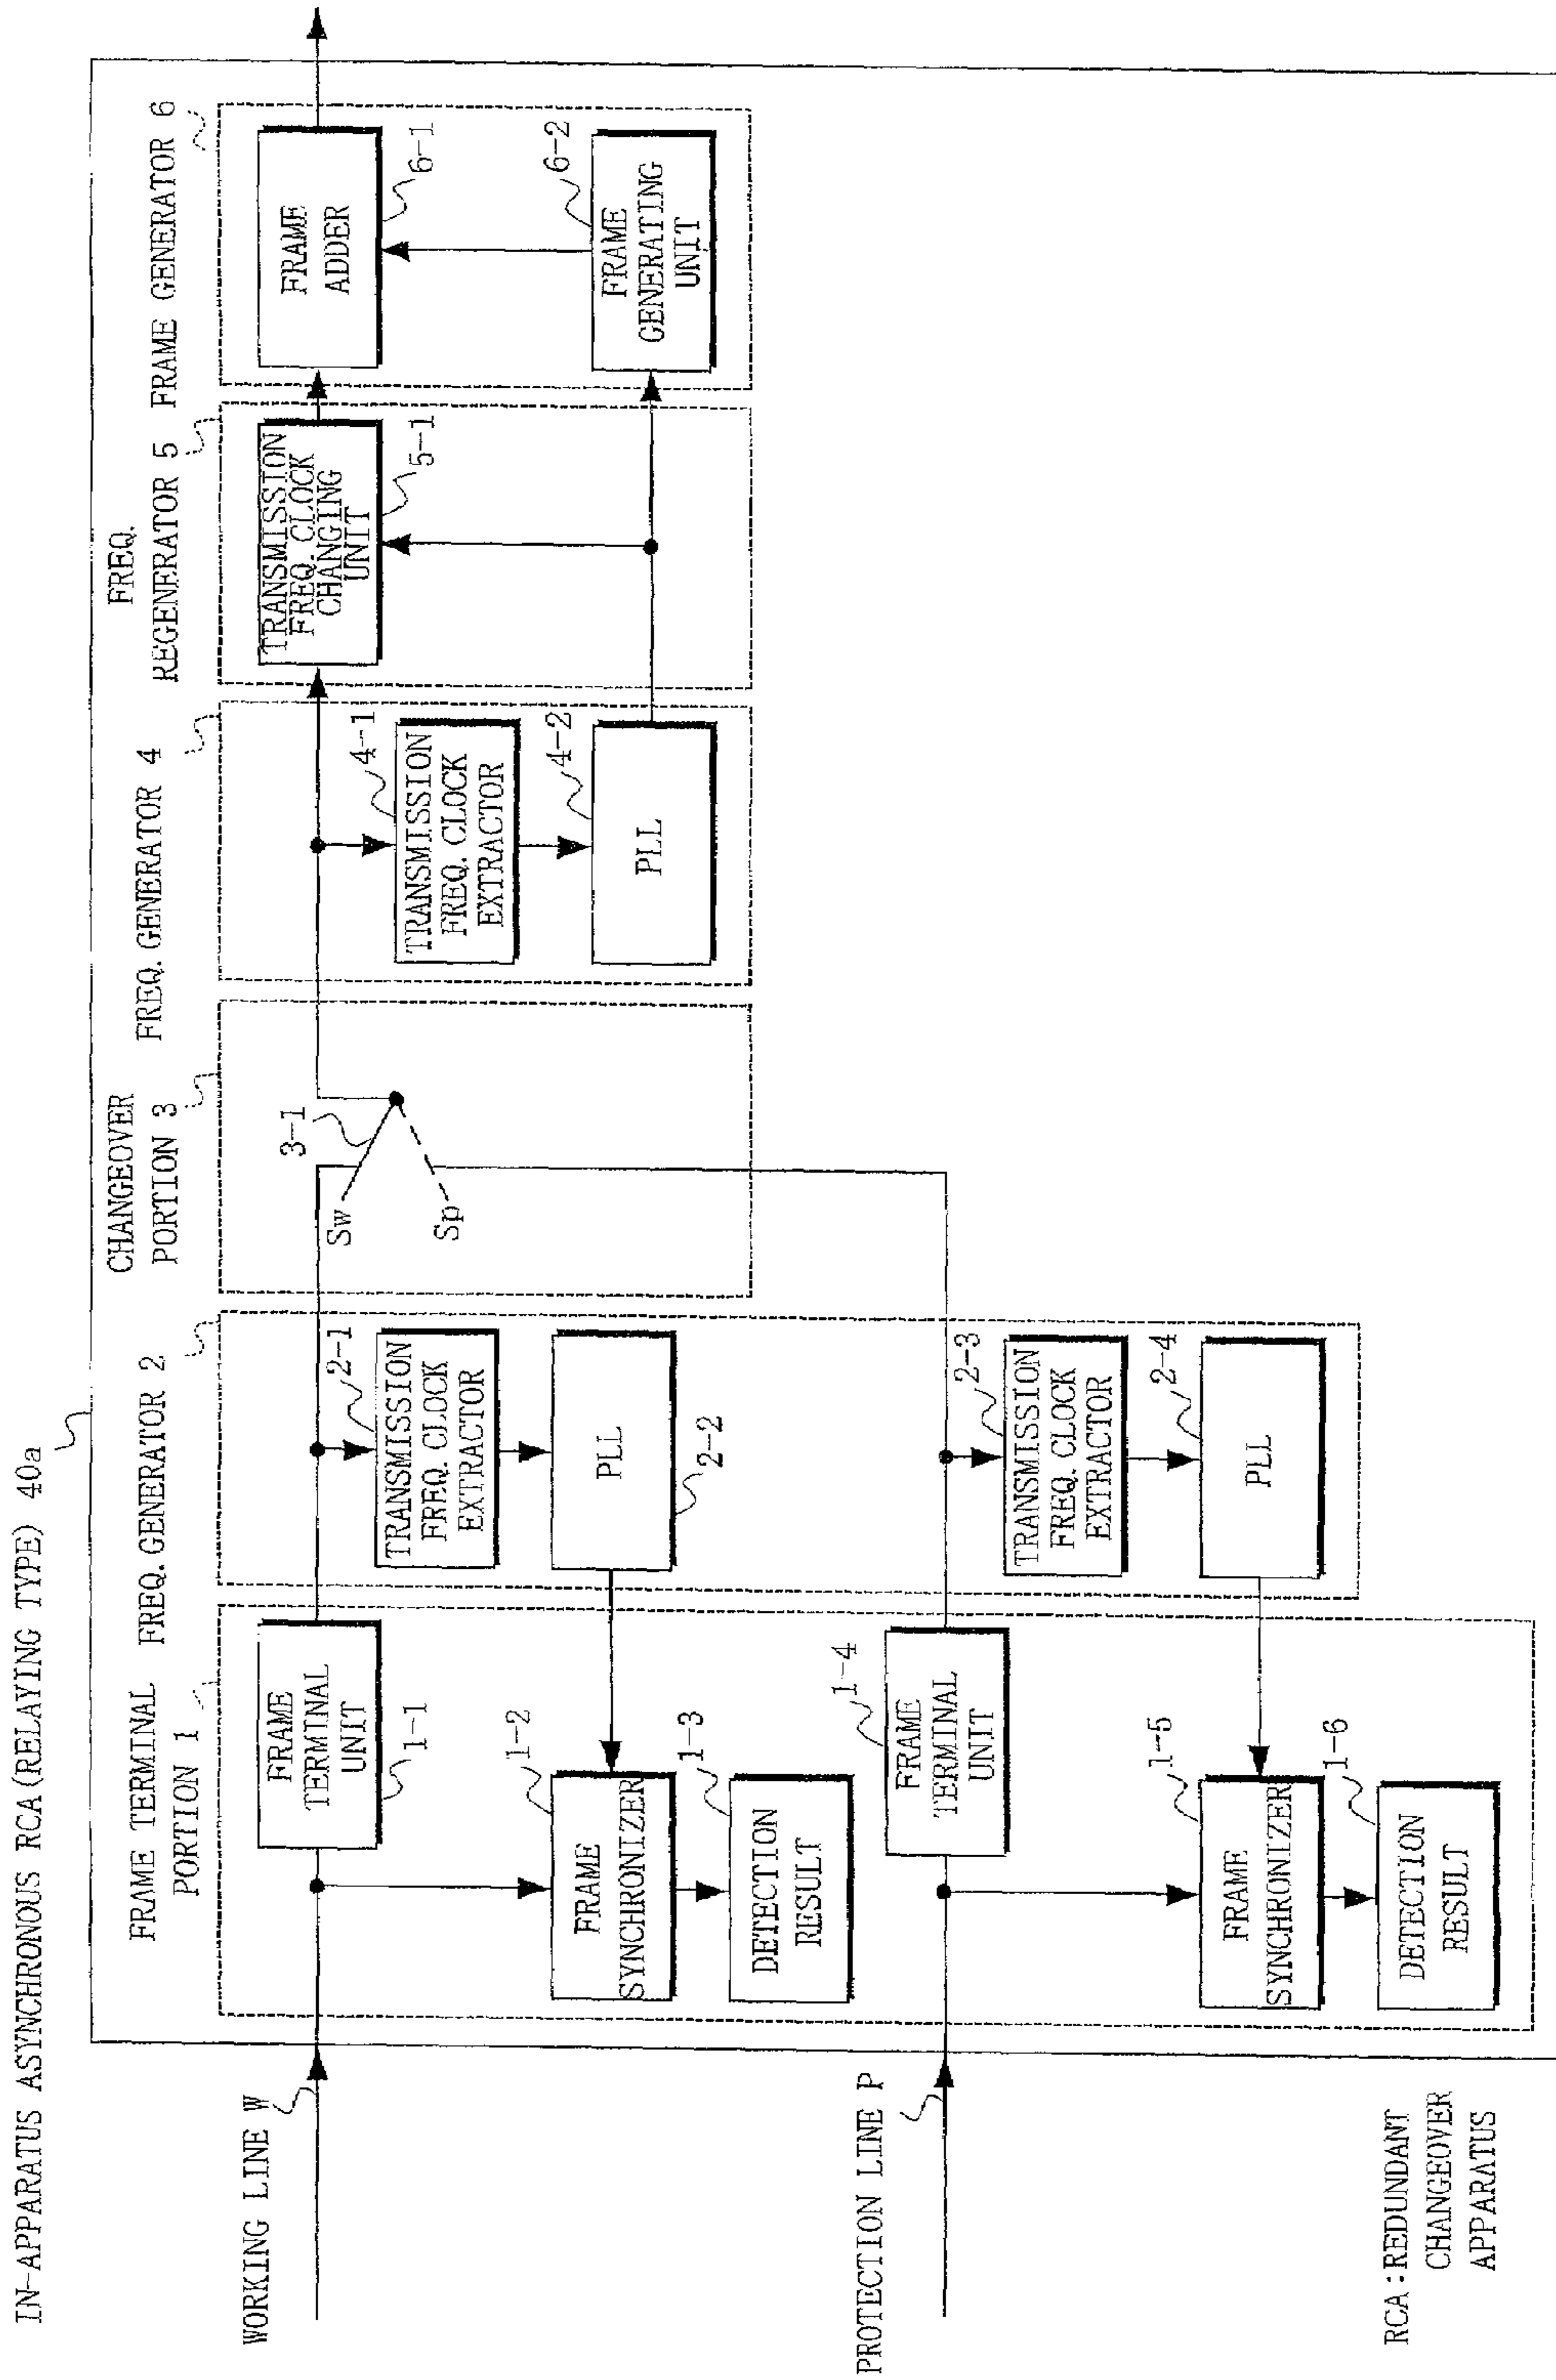 IN-APPARATUS ASYNCHRONOUS RCA(RELAYING TYPE) 40a
FRAME TERMINAL
PORTION 1
FREQ.GENERATOR 2
CHANGEOVER
PORTION 3
FREQ.GENERATOR 4
FREQ.
REGENERATOR 5
FRAME GENERATOR 6
WORKING LINE W
FRAME
TERMINAL
UNIT
1-1
FRAME
SYNCHRONIZER
1-2
DETECTION
RESULT
1-3
TRANSMISSION
FREQ.CLOCK
EXTRACTOR
2-1
PLL
2-2
Sw
3-1
Sp
TRANSMISSION
FREQ.CLOCK
EXTRACTOR
4-1
PLL
4-2
TRANSMISSION
FREQ.CLOCK
CHANGING
UNIT
5-1
FRAME
ADDER
6-1
FRAME
GENERATING
UNIT
6-2
PROTECTION LINE P
FRAME
TERMINAL
UNIT
1-4
FRAME
SYNCHRONIZER
1-5
DETECTION
RESULT
1-6
TRANSMISSION
FREQ.CLOCK
EXTRACTOR
2-3
PLL
2-4
RCA:REDUNDANT
CHANGEOVER
APPARATUS